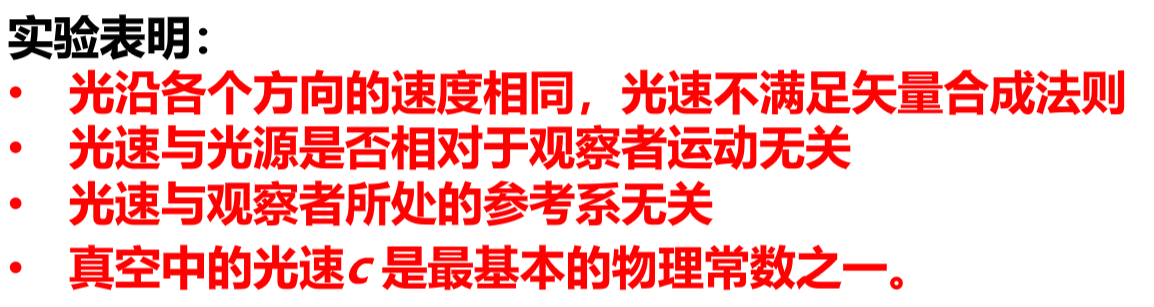 实验表明：
• 光沿各个方向的速度相同，光速不满足矢量合成法则
• 光速与光源是否相对于观察者运动无关
• 光速与观察者所处的参考系无关
• 真空中的光速c 是最基本的物理常数之一。